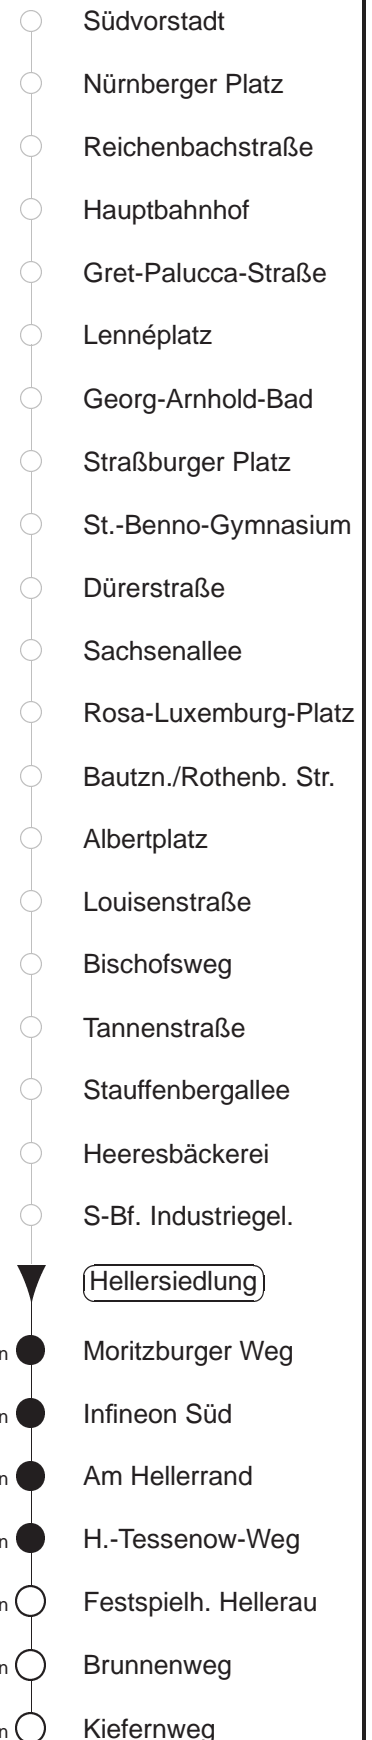 Südvorstadt
Nürnberger Platz
Reichenbachstraße
Hauptbahnhof
Gret-Palucca-Straße
Lennéplatz
Georg-Arnhold-Bad
Straßburger Platz
St.-Benno-Gymnasium
Dürerstraße
Sachsenallee
Rosa-Luxemburg-Platz
Bautzn./Rothenb. Str.
Albertplatz
Louisenstraße
Bischofsweg
Tannenstraße
Stauffenbergallee
Heeresbäckerei
S-Bf. Industriegel.
Hellersiedlung
n Moritzburger Weg
n Infineon Süd
n Am Hellerrand
n H.-Tessenow-Weg
n Festspielh. Hellerau
n Brunnenweg
n Kiefernweg